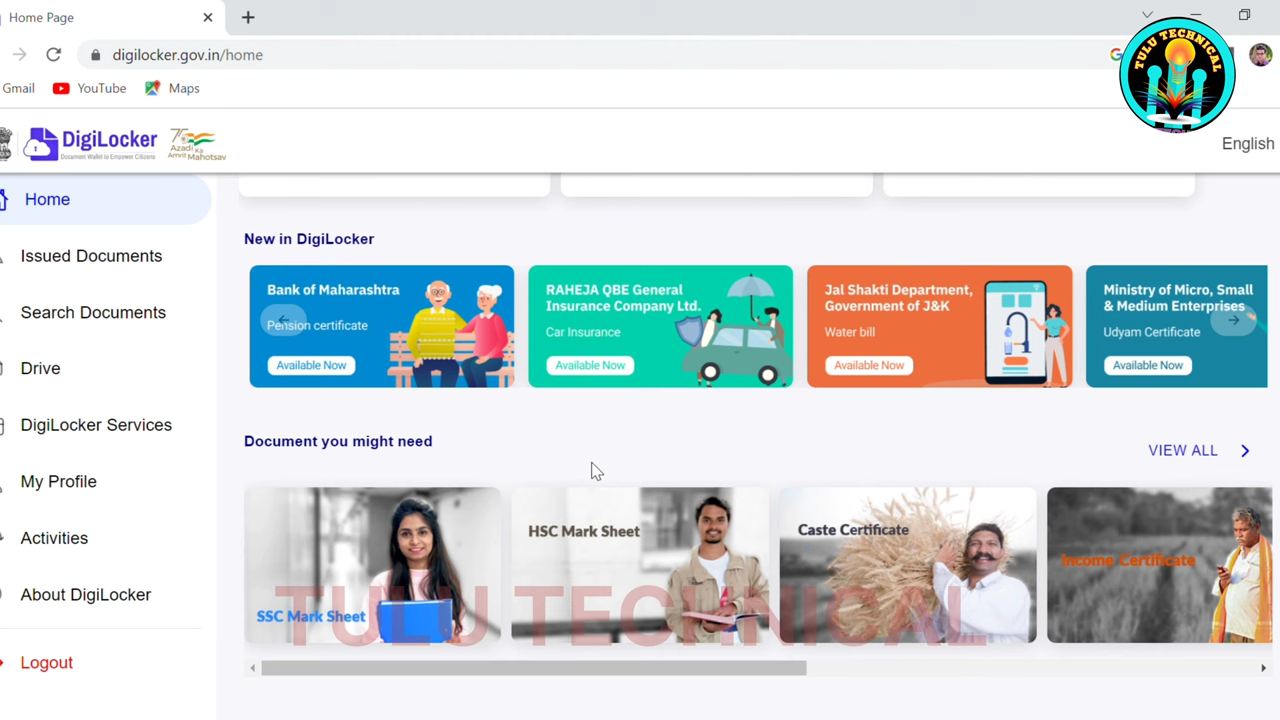 Home Page
digilocker.gov.in/home
Gmail
YouTube
Maps
TULU TECHNICAL
DigiLocker
Document Wallet to Empower Citizens
Azadi Ka
Amrit Mahotsav
English
Home
Issued Documents
Search Documents
Drive
DigiLocker Services
My Profile
Activities
About DigiLocker
Logout
New in DigiLocker
Bank of Maharashtra
Pension certificate
Available Now
RAHEJA QBE General
Insurance Company Ltd.
Car Insurance
Available Now
Jal Shakti Department,
Government of J&K
Water bill
Available Now
Ministry of Micro, Small
& Medium Enterprises
Udyam Certificate
Available Now
Document you might need
VIEW ALL
SSC Mark Sheet
HSC Mark Sheet
Caste Certificate
Income Certificate
TULU TECHNICAL